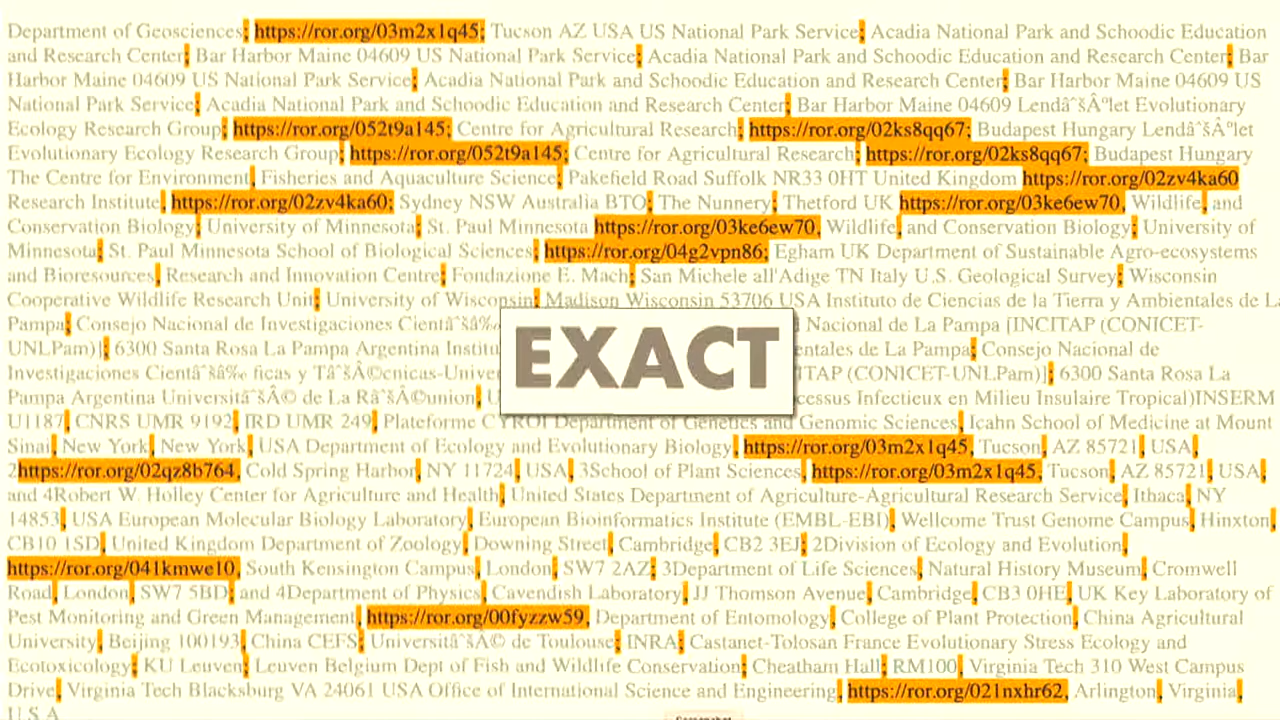 Department of Geosciences; https://ror.org/03m2x1q45; Tucson AZ USA US National Park Service; Acadia National Park and Schoodic Education
and Research Center; Bar Harbor Maine 04609 US National Park Service; Acadia National Park and Schoodic Education and Research Center; Bar
Harbor Maine 04609 US National Park Service; Acadia National Park and Schoodic Education and Research Center; Bar Harbor Maine 04609 US
National Park Service; Acadia National Park and Schoodic Education and Research Center; Bar Harbor Maine 04609 LendâˆšÂºlet Evolutionary
Ecology Research Group; https://ror.org/052t9a145; Centre for Agricultural Research; https://ror.org/02ks8qq67; Budapest Hungary LendâˆšÂºlet
Evolutionary Ecology Research Group; https://ror.org/052t9a145; Centre for Agricultural Research; https://ror.org/02ks8qq67; Budapest Hungary
The Centre for Environment, Fisheries and Aquaculture Science; Pakefield Road Suffolk NR33 0HT United Kingdom https://ror.org/02zv4ka60
Research Institute, https://ror.org/02zv4ka60; Sydney NSW Australia BTO; The Nunnery; Thetford UK https://ror.org/03ke6ew70, Wildlife, and
Conservation Biology; University of Minnesota; St. Paul Minnesota https://ror.org/03ke6ew70, Wildlife, and Conservation Biology; University of
Minnesota; St. Paul Minnesota School of Biological Sciences; https://ror.org/04g2vpn86; Egham UK Department of Sustainable Agro-ecosystems
and Bioresources, Research and Innovation Centre; Fondazione E. Mach; San Michele all'Adige TN Italy U.S. Geological Survey; Wisconsin
Cooperative Wildlife Research Unit; University of Wisconsin; Madison Wisconsin 53706 USA Instituto de Ciencias de la Tierra y Ambientales de La
Pampa; Consejo Nacional de Investigaciones Cientâˆšâ‰ Nacional de La Pampa [INCITAP (CONICET-
UNLPam)]; 6300 Santa Rosa La Pampa Argentina ntales de La Pampa; Consejo Nacional de
Investigaciones Cientâˆšâ‰ ficas y Tâˆš©cnicas-Unive ITAP (CONICET-UNLPam)]; 6300 Santa Rosa La
Pampa Argentina Universitâˆš© de La Râˆš©union, cessus Infectieux en Milieu Insulaire Tropical)INSERM
EXACT
U1187, CNRS UMR 9192, IRD UMR 249, Plateforme CYROI Department of Genetics and Genomic Sciences, Icahn School of Medicine at Mount
Sinai, New York, New York, USA Department of Ecology and Evolutionary Biology, https://ror.org/03m2x1q45, Tucson, AZ 85721, USA,
2https://ror.org/02qz8b764, Cold Spring Harbor, NY 11724, USA, 3School of Plant Sciences, https://ror.org/03m2x1q45, Tucson, AZ 85721, USA;
and 4Robert W. Holley Center for Agriculture and Health, United States Department of Agriculture-Agricultural Research Service, Ithaca, NY
14853, USA European Molecular Biology Laboratory, European Bioinformatics Institute (EMBL-EBI), Wellcome Trust Genome Campus, Hinxton,
CB10 1SD, United Kingdom Department of Zoology, Downing Street, Cambridge, CB2 3EJ; 2Division of Ecology and Evolution,
https://ror.org/041kmwe10, South Kensington Campus, London, SW7 2AZ; 3Department of Life Sciences, Natural History Museum, Cromwell
Road, London, SW7 5BD; and 4Department of Physics, Cavendish Laboratory, JJ Thomson Avenue, Cambridge, CB3 0HE, UK Key Laboratory of
Pest Monitoring and Green Management, https://ror.org/00fyzzw59, Department of Entomology, College of Plant Protection, China Agricultural
University, Beijing 100193, China CEFS; Universitâˆš© de Toulouse; INRA; Castanet-Tolosan France Evolutionary Stress Ecology and
Ecotoxicology; KU Leuven; Leuven Belgium Dept of Fish and Wildlife Conservation; Cheatham Hall; RM100, Virginia Tech 310 West Campus
Drive, Virginia Tech Blacksburg VA 24061 USA Office of International Science and Engineering, https://ror.org/021nxhr62, Arlington, Virginia,
U.S.A